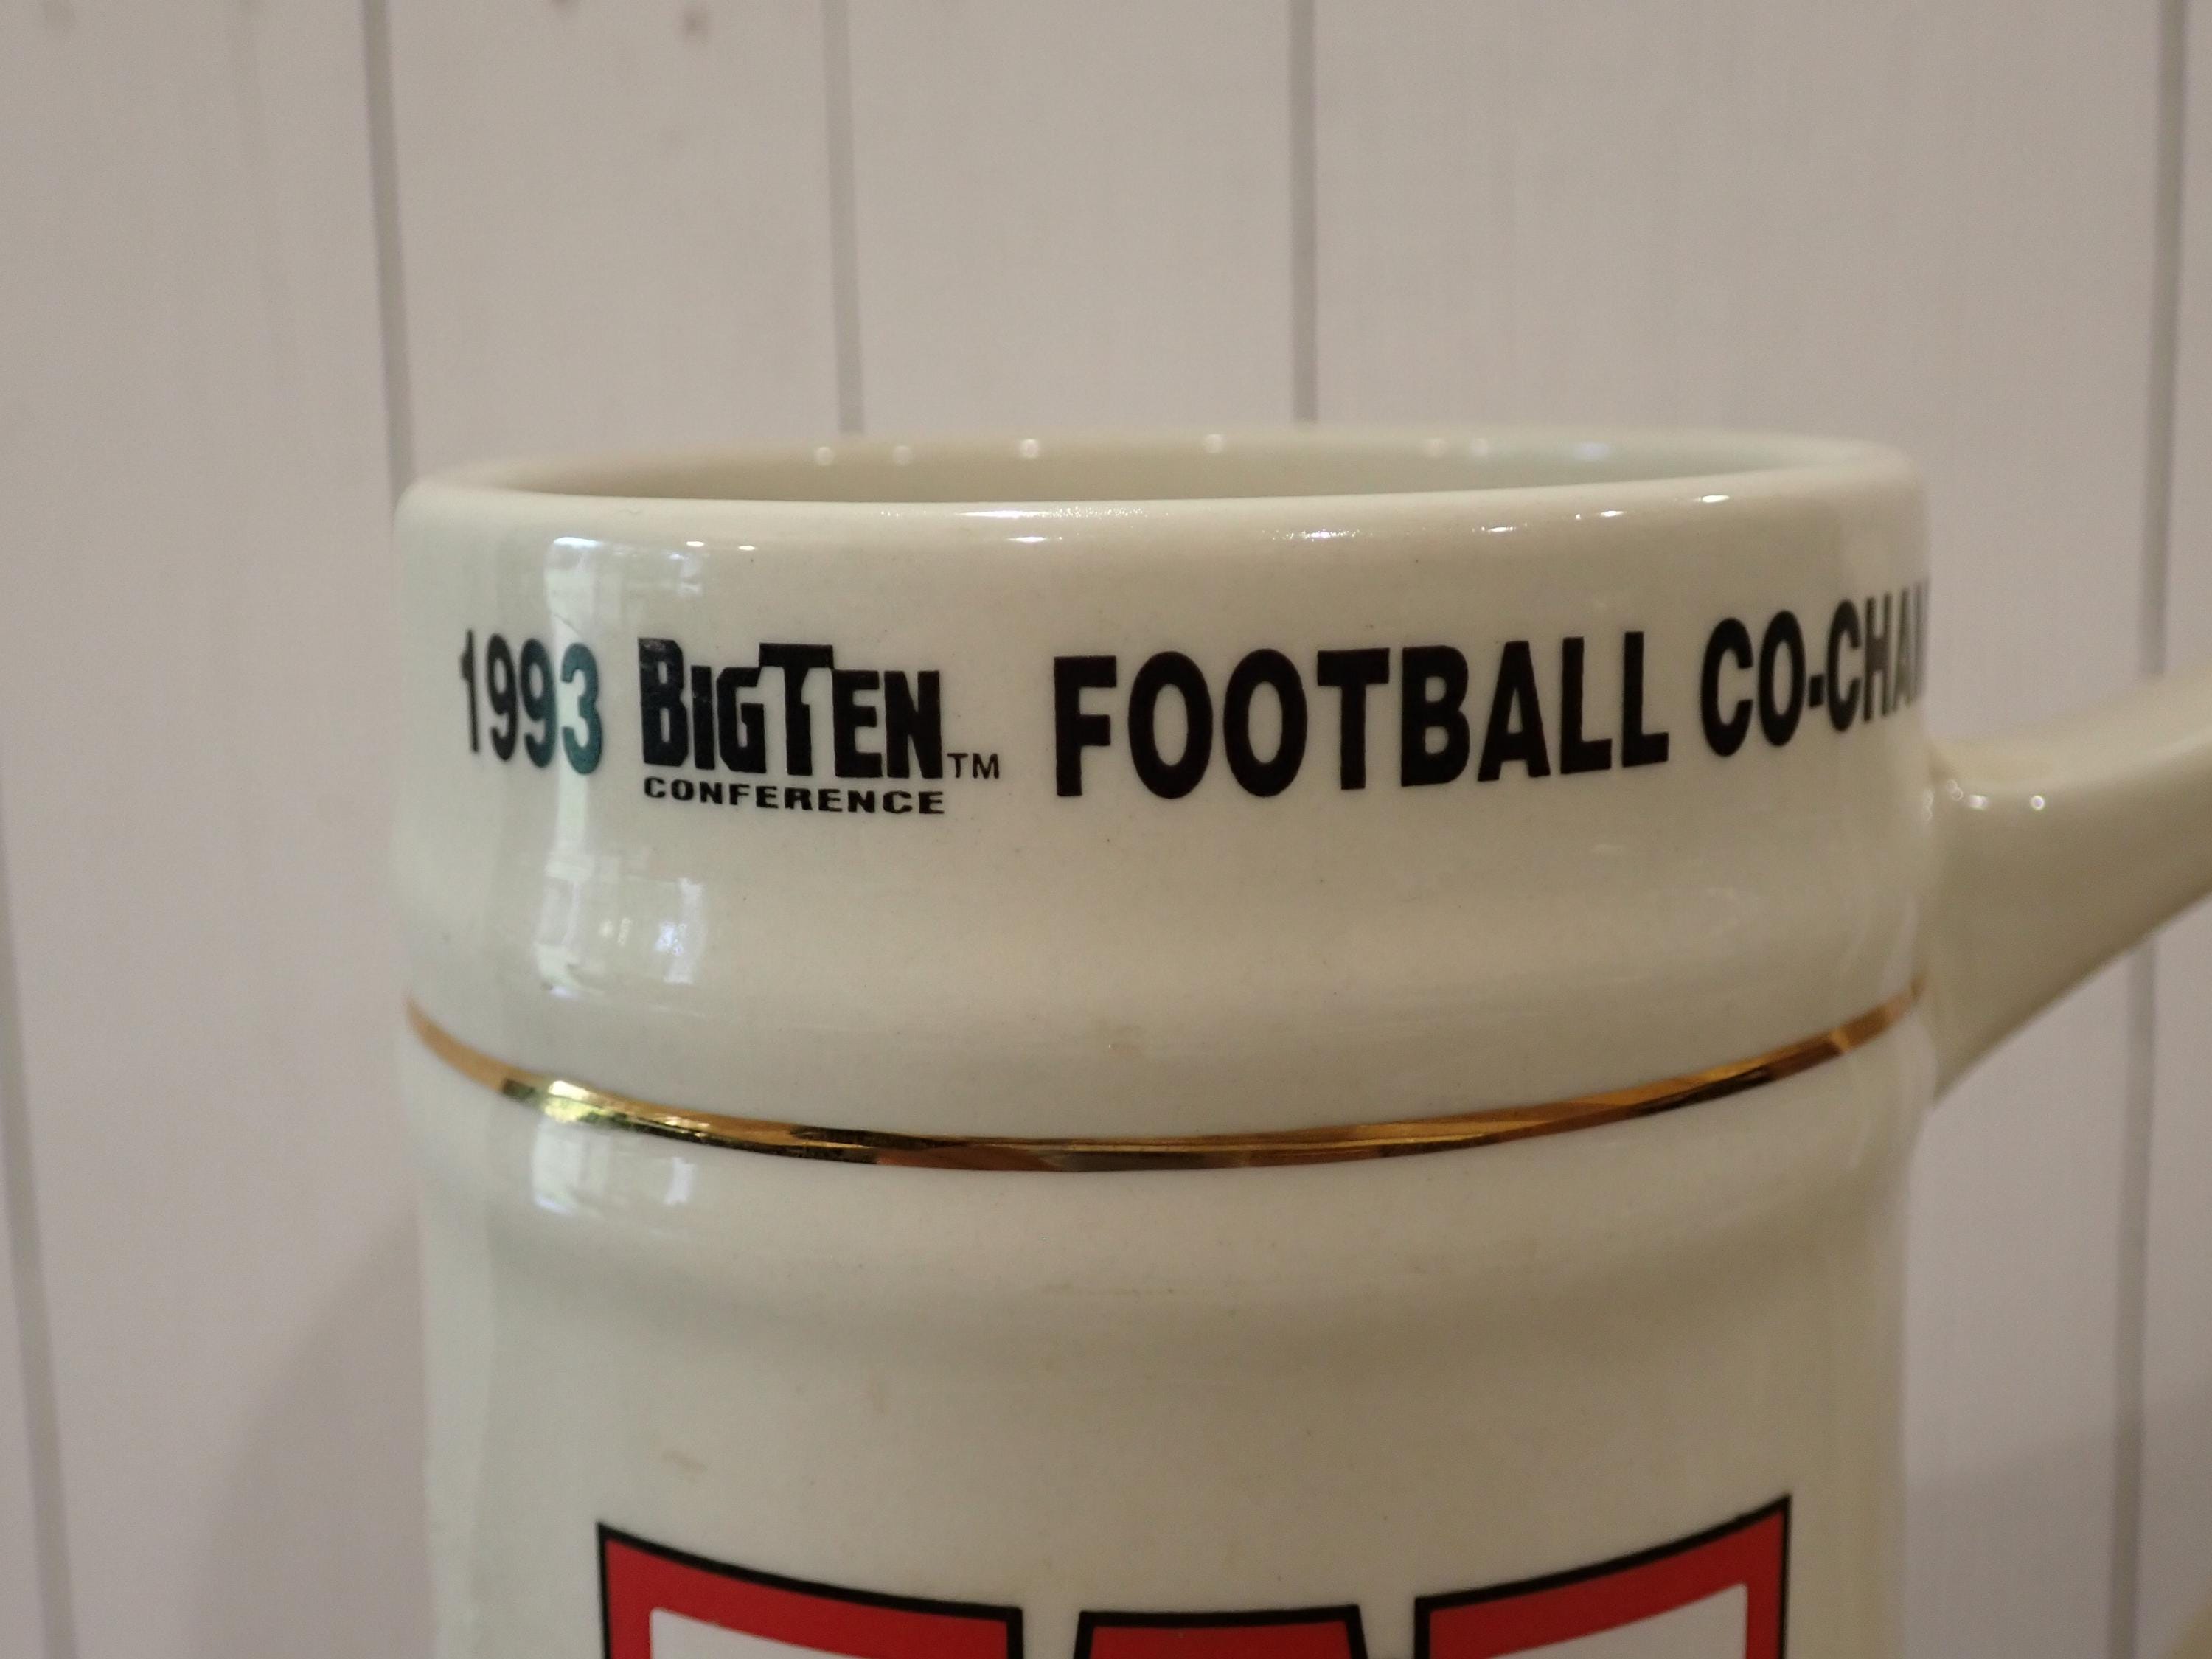 1993 BIGTEN™ FOOTBALL CO-CHAM
CONFERENCE